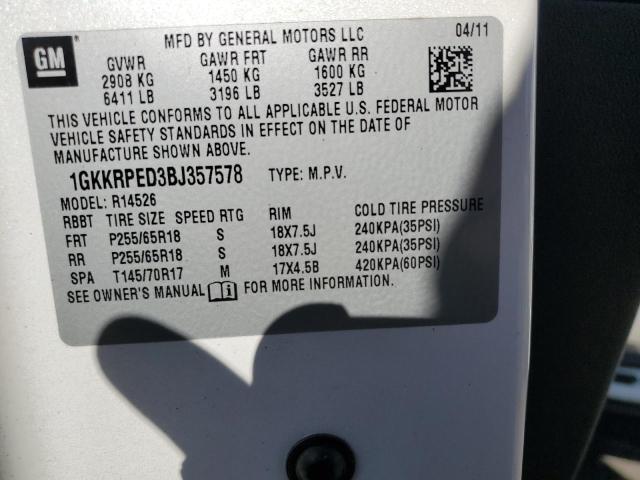 GM
MFD BY GENERAL MOTORS LLC 04/11
GVWR GAWR FRT GAWR RR
2908 KG 1450 KG 1600 KG
6411 LB 3196 LB 3527 LB
THIS VEHICLE CONFORMS TO ALL APPLICABLE U.S. FEDERAL MOTOR
VEHICLE SAFETY STANDARDS IN EFFECT ON THE DATE OF
MANUFACTURE SHOWN ABOVE.
1GKKRPED3BJ357578 TYPE: M.P.V.
MODEL: R14526
RBBT TIRE SIZE SPEED RTG RIM COLD TIRE PRESSURE
FRT P255/65R18 S 18X7.5J 240KPA(35PSI)
RR P255/65R18 S 18X7.5J 240KPA(35PSI)
SPA T145/70R17 M 17X4.5B 420KPA(60PSI)
SEE OWNER'S MANUAL i FOR MORE INFORMATION.